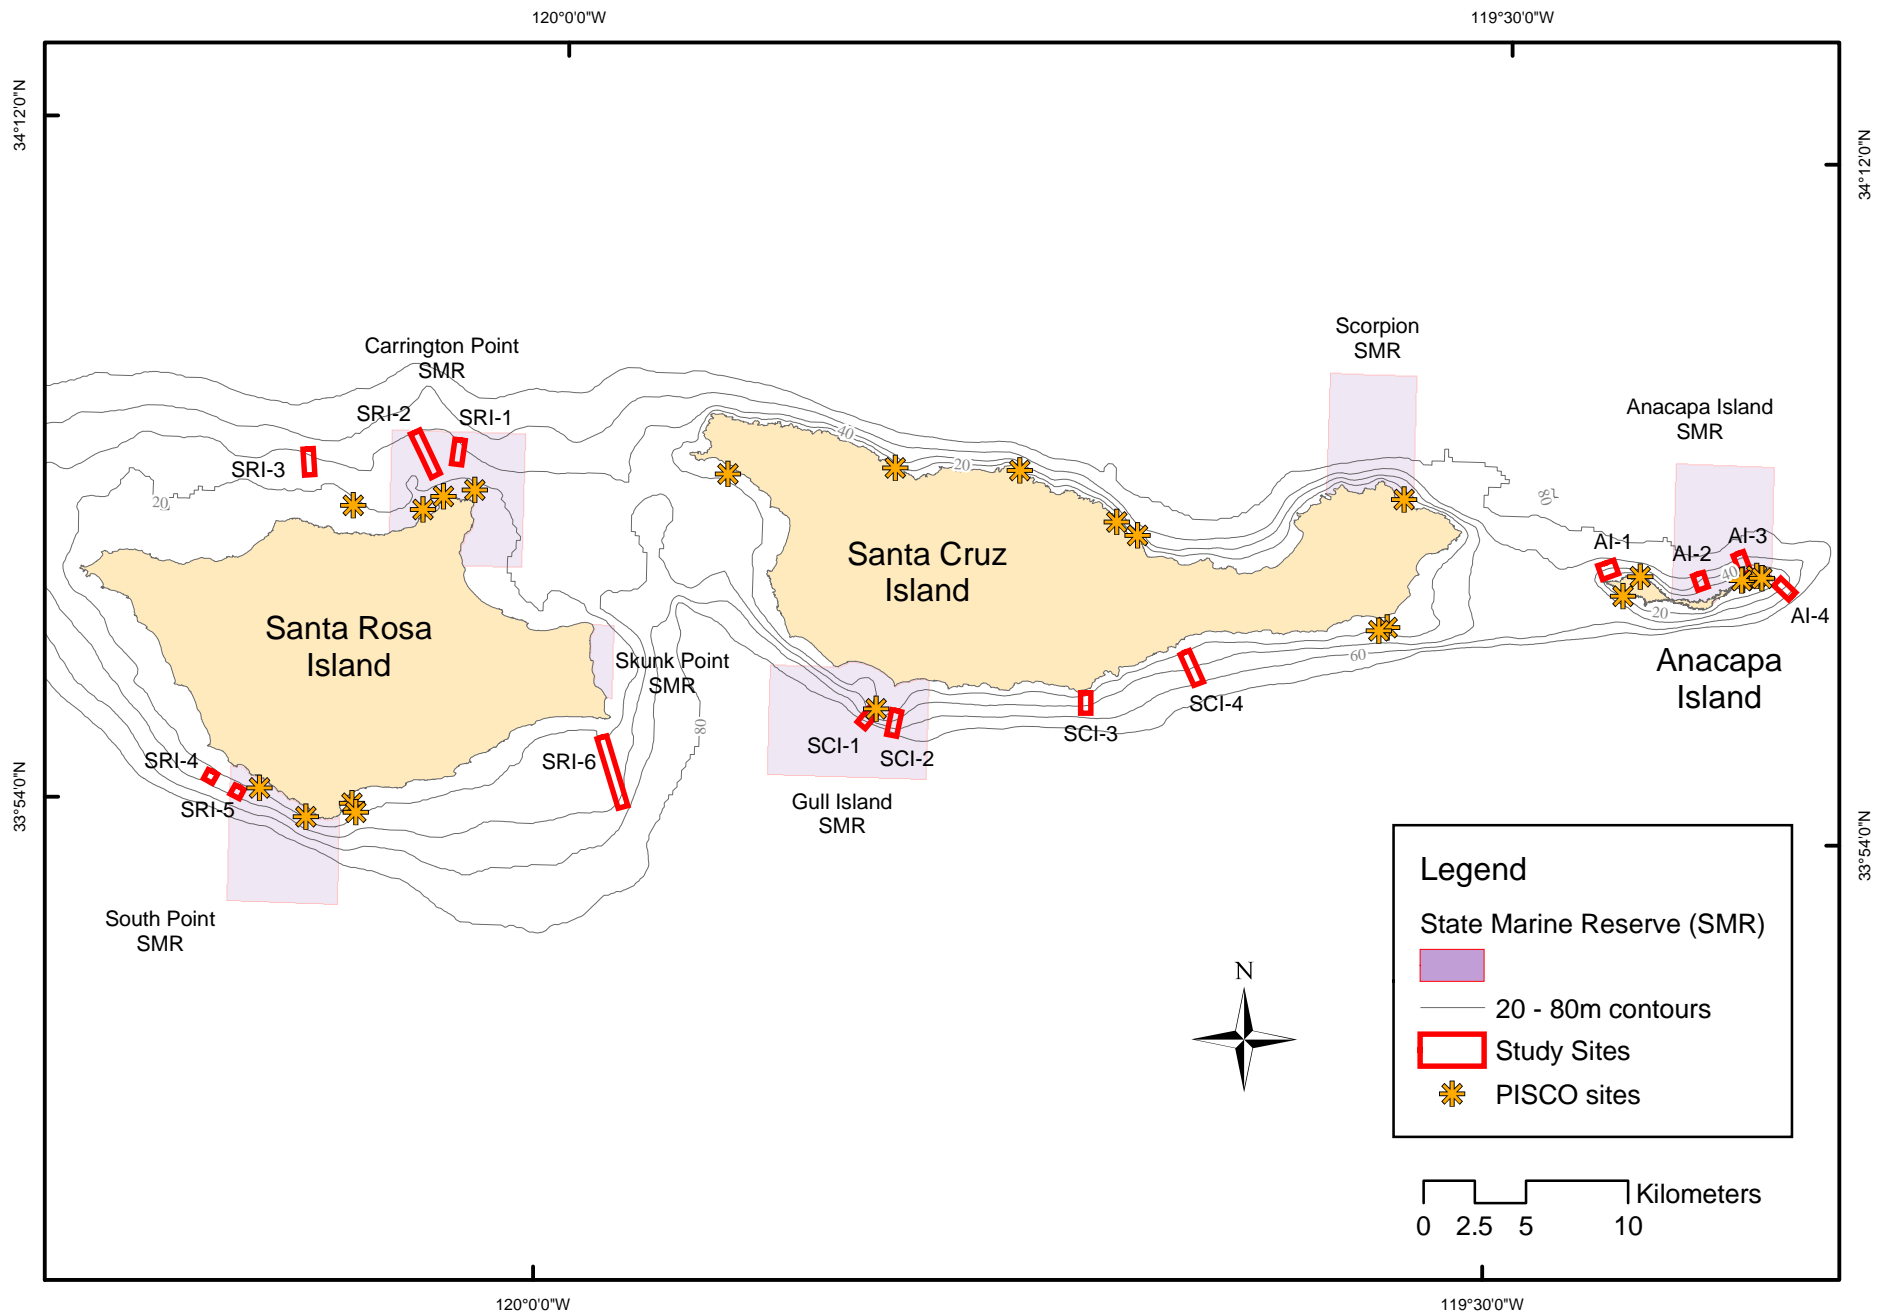 120°0'0"W
119°30'0"W
34°12'0"N
34°12'0"N
Scorpion
SMR
Carrington Point
SMR
Anacapa Island
SMR
SRI-2
SRI-1
SRI-3
40
20
20
80
AI-1
AI-2
AI-3
40
20
AI-4
Santa Cruz
Island
Santa Rosa
Island
Skunk Point
SMR
60
Anacapa
Island
80
SCI-1
SCI-2
SCI-3
SCI-4
SRI-4
SRI-5
SRI-6
Gull Island
SMR
33°54'0"N
33°54'0"N
South Point
SMR
N
Legend
State Marine Reserve (SMR)
20 - 80m contours
Study Sites
PISCO sites
Kilometers
0 2.5 5 10
120°0'0"W
119°30'0"W